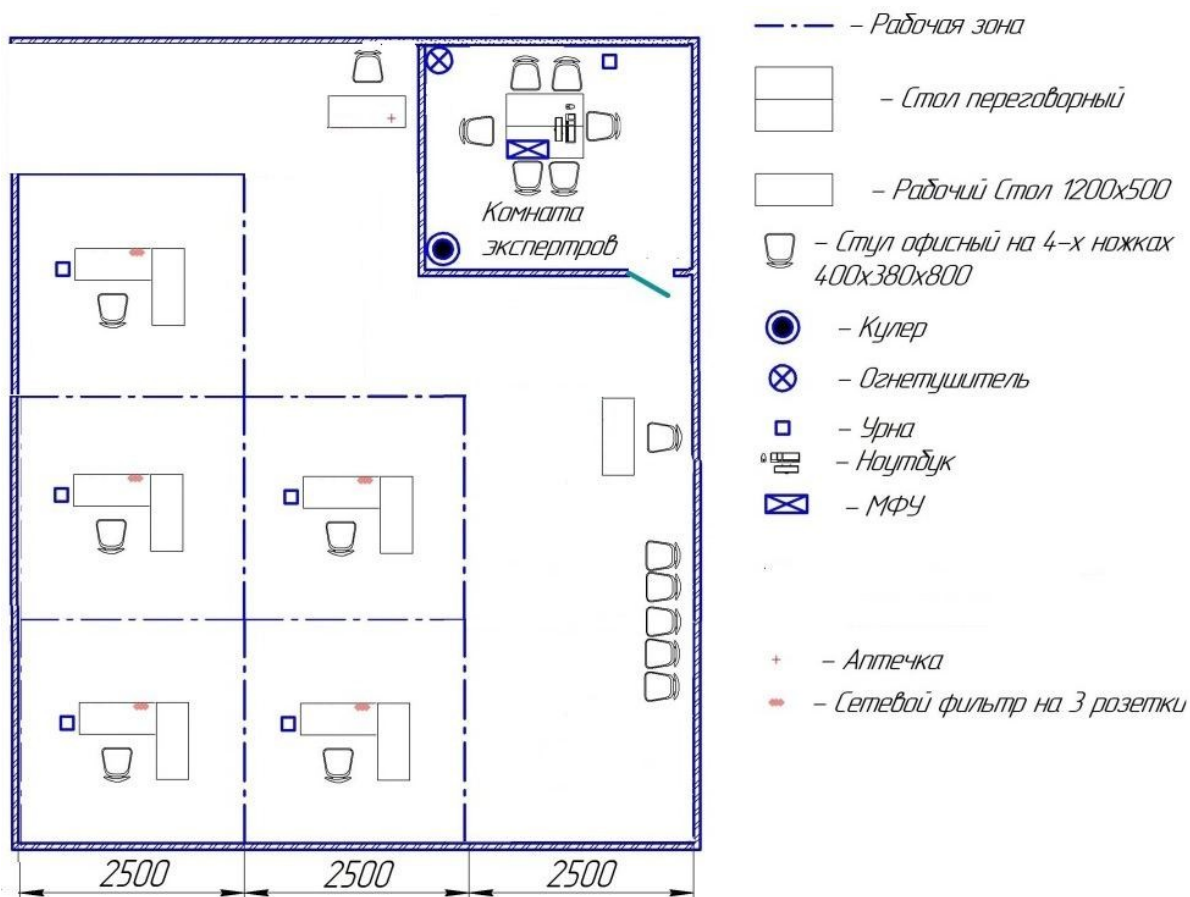 – Рабочая зона
– Стол переговорный
– Рабочий Стол 1200х500
– Стул офисный на 4-х ножках
400х380х800
– Кулер
– Огнетушитель
– Урна
– Ноутбук
– МФУ
– Аптечка
– Сетевой фильтр на 3 розетки
Комната
экспертров
2500
2500
2500